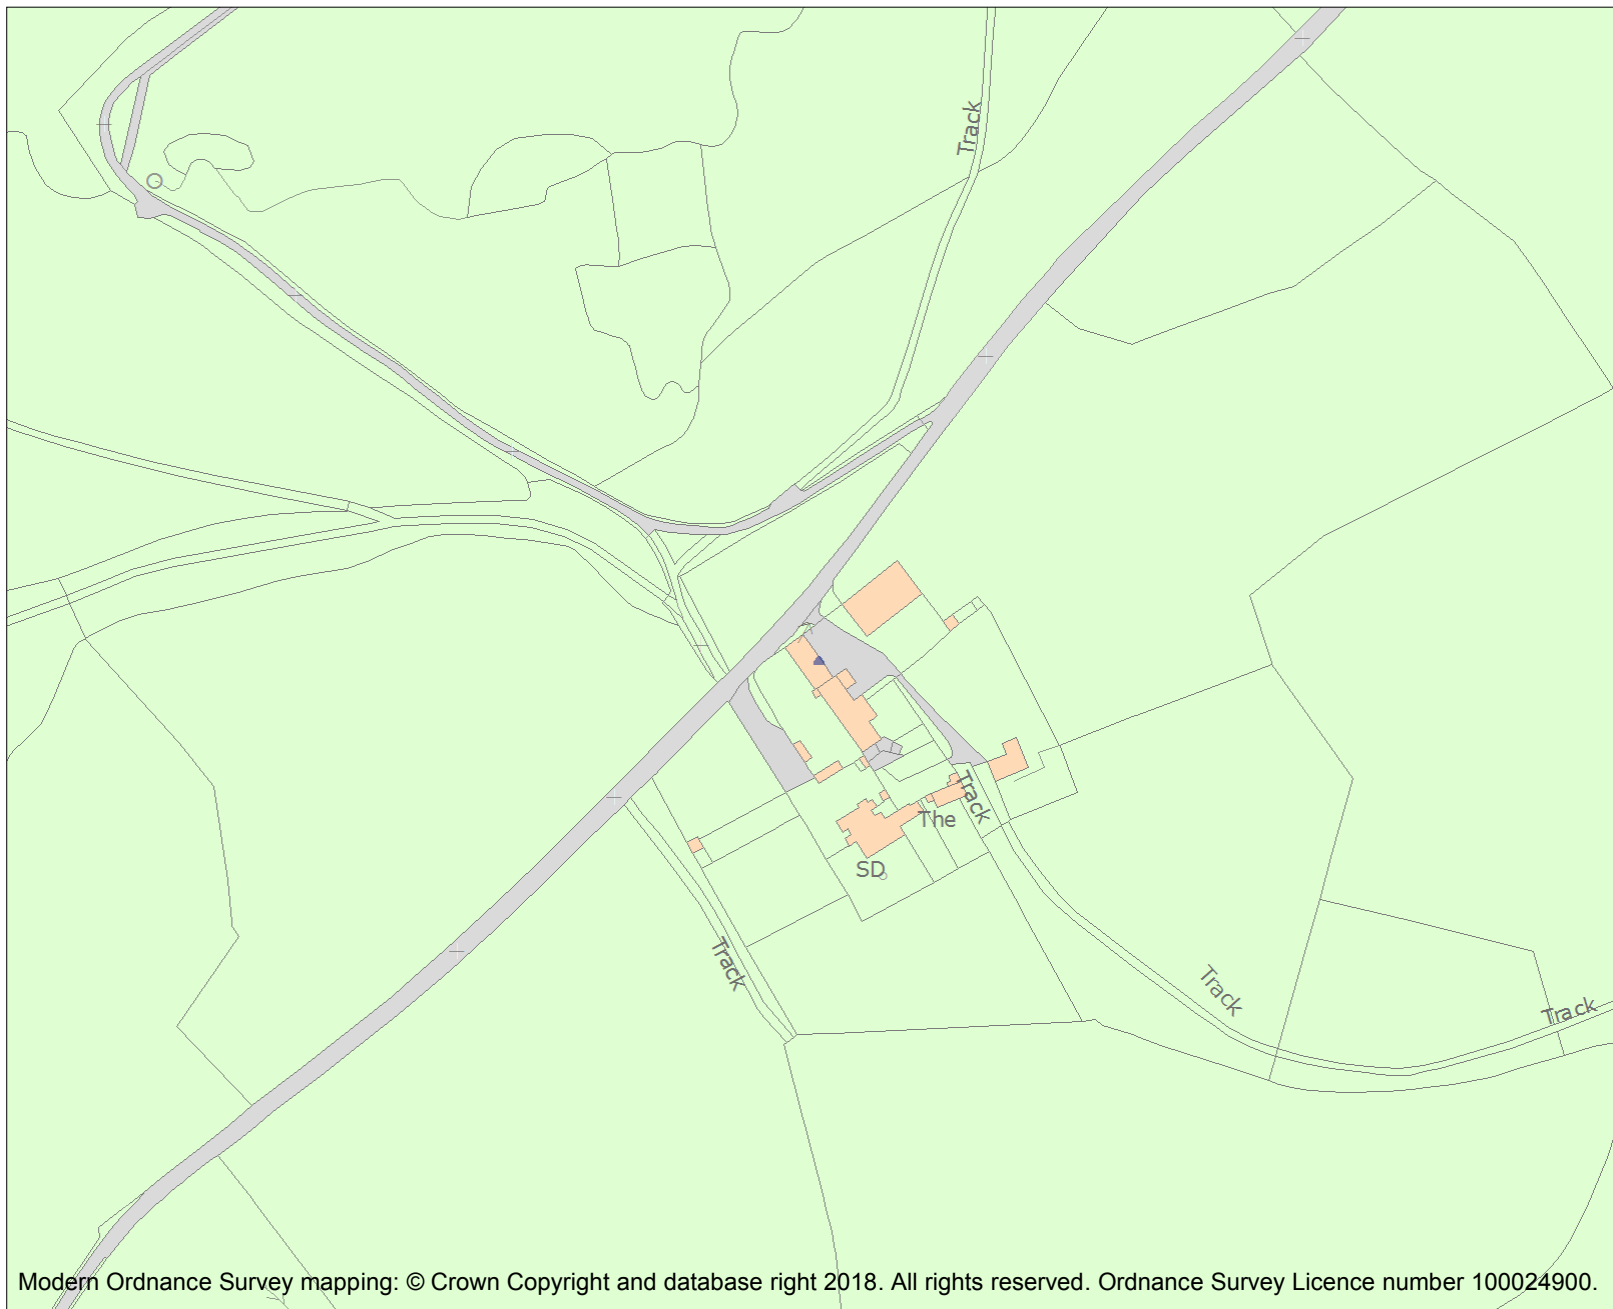 Track
Track
The
SD
Track
Track
Track
Modern Ordnance Survey mapping: © Crown Copyright and database right 2018. All rights reserved. Ordnance Survey Licence number 100024900.